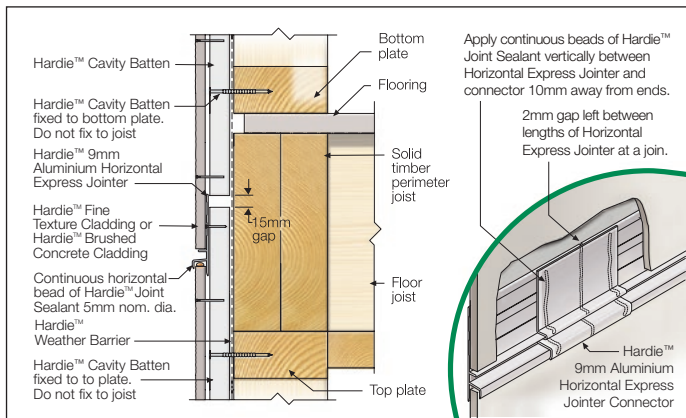 Hardie™ Cavity Batten
Hardie™ Cavity Batten
fixed to bottom plate.
Do not fix to joist
Hardie™ 9mm
Aluminium Horizontal
Express Jointer
Hardie™ Fine
Texture Cladding or
Hardie™ Brushed
Concrete Cladding
Continuous horizontal
bead of Hardie™ Joint
Sealant 5mm nom. dia.
Hardie™
Weather Barrier
Hardie™ Cavity Batten
fixed to to plate.
Do not fix to joist
15mm
gap
Bottom
plate
Flooring
Solid
timber
perimeter
joist
Floor
joist
Top plate
Apply continuous beads of Hardie™
Joint Sealant vertically between
Horizontal Express Jointer and
connector 10mm away from ends.
2mm gap left between
lengths of Horizontal
Express Jointer at a join.
Hardie™
9mm Aluminium
Horizontal Express
Jointer Connector